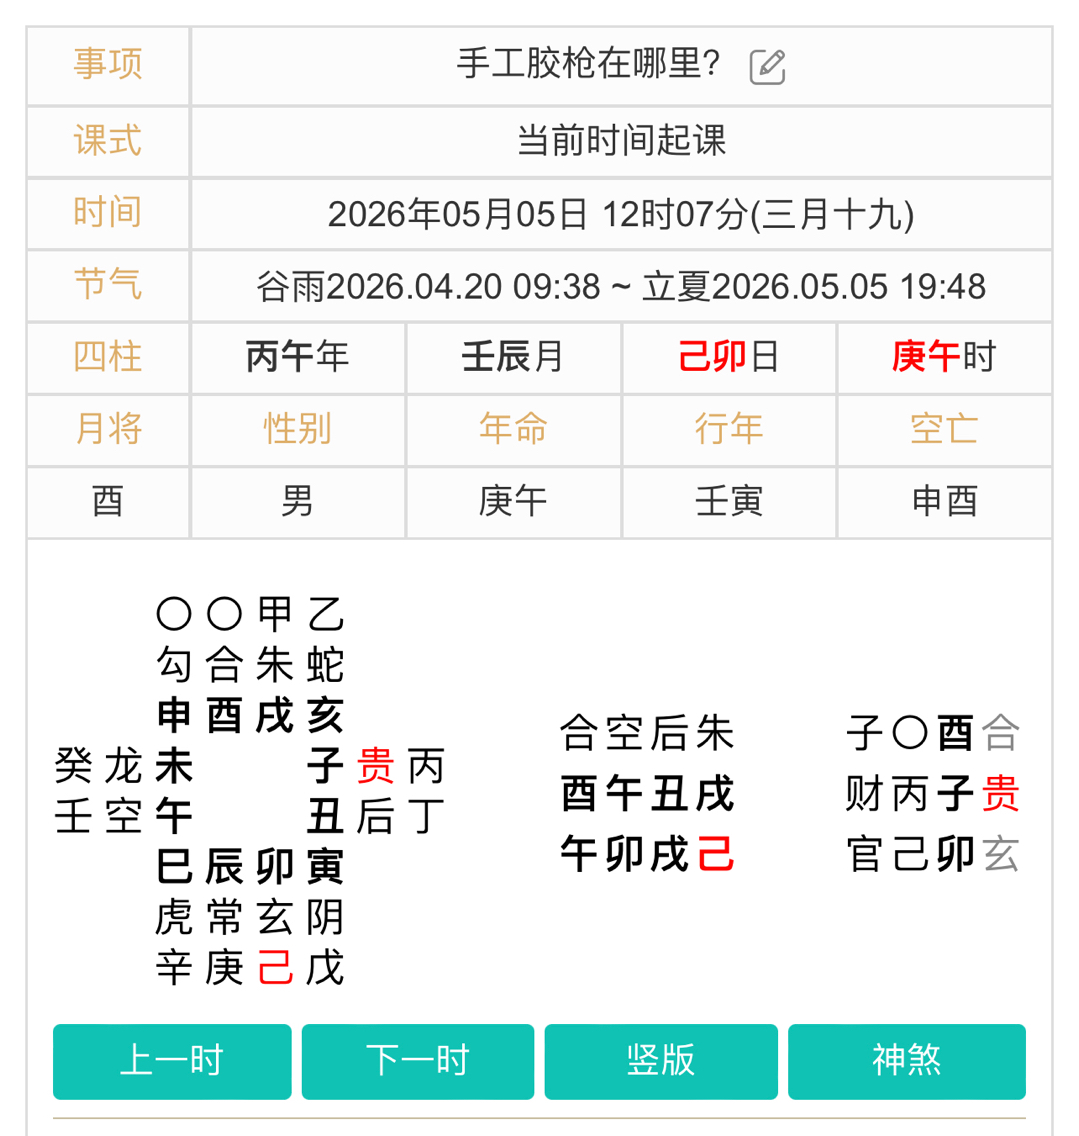 事项 手工胶枪在哪里？
课式 当前时间起课
时间 2026年05月05日 12时07分(三月十九)
节气 谷雨2026.04.20 09:38 ~ 立夏2026.05.05 19:48
四柱 丙午年 壬辰月 己卯日 庚午时
月将 性别 年命 行年 空亡
酉 男 庚午 壬寅 申酉
〇〇甲乙
勾合朱蛇
申酉戌亥
癸龙未 子贵丙
壬空午 丑后丁
巳辰卯寅
虎常玄阴
辛庚己戊
合空后朱
酉午丑戌
午卯戌己
子〇酉合
财丙子贵
官己卯玄
上一时 下一时 竖版 神煞